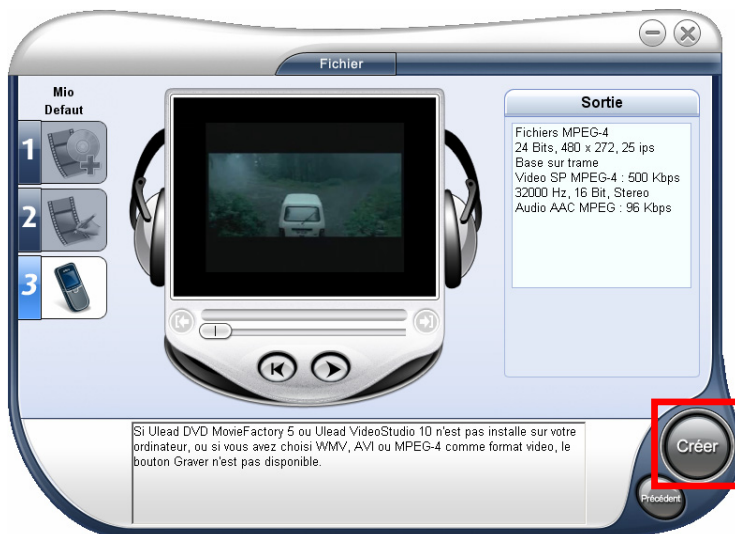 Fichier
Mio
Defaut
1
2
3
Sortie
Fichiers MPEG-4
24 Bits, 480 x 272, 25 ips
Base sur trame
Video SP MPEG-4 : 500 Kbps
32000 Hz, 16 Bit, Stereo
Audio AAC MPEG : 96 Kbps
Si Ulead DVD MovieFactory 5 ou Ulead VideoStudio 10 n'est pas installe sur votre
ordinateur, ou si vous avez choisi WMV, AVI ou MPEG-4 comme format video, le
bouton Graver n'est pas disponible.
Créer
Précédent